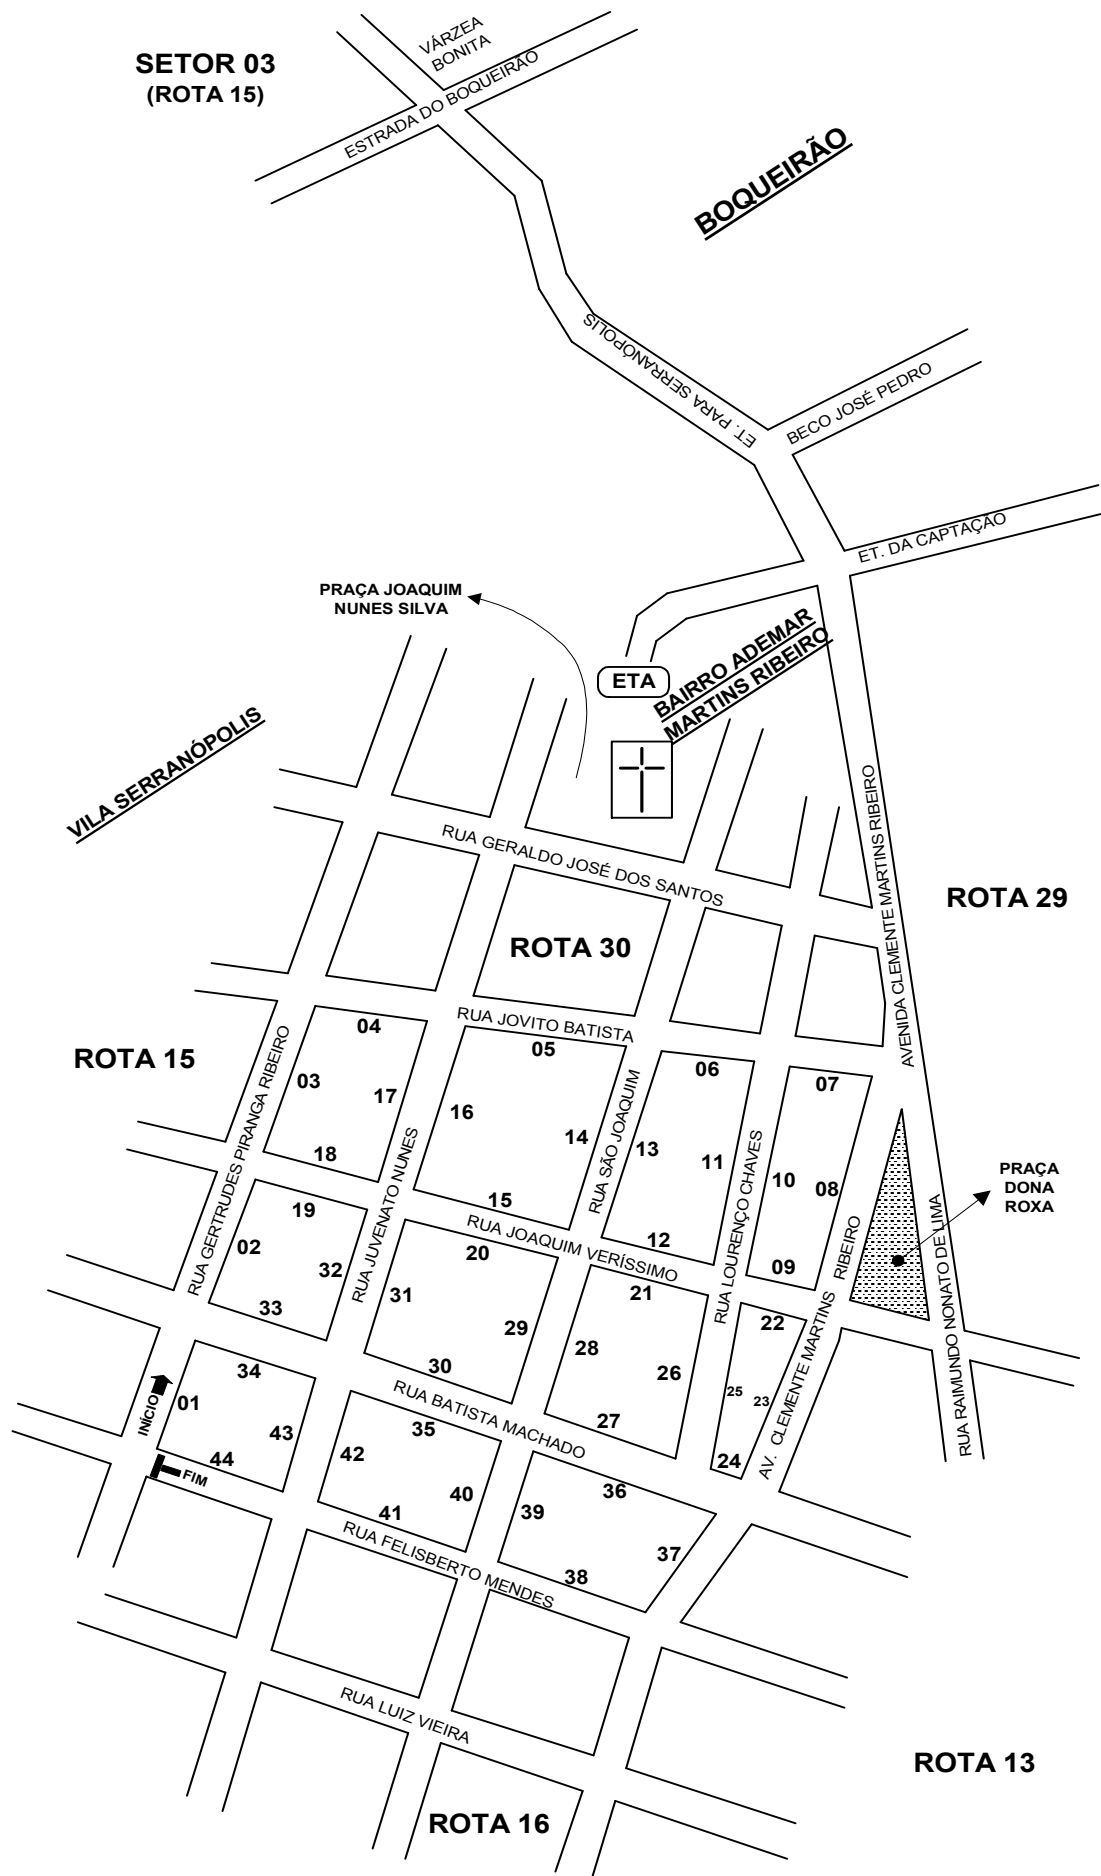 SETOR 03
(ROTA 15)
VÁRZEA
BONITA
ESTRADA DO BOQUEIRÃO
BOQUEIRÃO
ET. PARA SERRANÓPOLIS
BECO JOSÉ PEDRO
ET. DA CAPTAÇÃO
PRAÇA JOAQUIM
NUNES SILVA
ETA
BAIRRO ADEMAR
MARTINS RIBEIRO
VILA SERRANÓPOLIS
RUA GERALDO JOSÉ DOS SANTOS
AVENIDA CLEMENTE MARTINS RIBEIRO
ROTA 29
ROTA 30
RUA JOVITO BATISTA
ROTA 15
RUA GERTRUDES PIRANGA RIBEIRO
04
05
06
07
03
17
16
14
13
11
10
08
18
15
12
09
RUA JUVENATO NUNES
RUA SÃO JOAQUIM
RUA LOURENÇO CHAVES
PRAÇA
DONA
ROXA
RUA JOAQUIM VERÍSSIMO
RUA RAIMUNDO NONATO DE LIMA
AV. CLEMENTE MARTINS RIBEIRO
19
20
21
22
02
32
31
29
28
26
25
23
33
30
27
24
RUA BATISTA MACHADO
INÍCIO
01
34
43
44
FIM
35
42
40
41
36
39
37
38
RUA FELISBERTO MENDES
RUA LUIZ VIEIRA
ROTA 13
ROTA 16